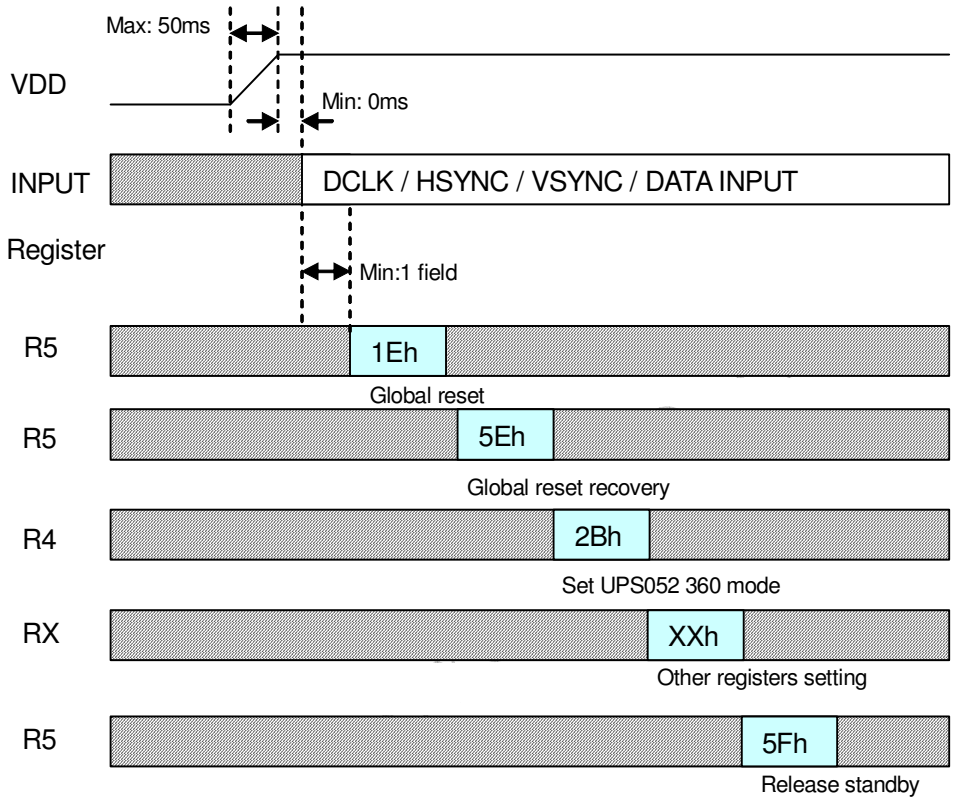 Max: 50ms
VDD
Min: 0ms
INPUT
DCLK / HSYNC / VSYNC / DATA INPUT
Register
Min:1 field
R5
1Eh
Global reset
R5
5Eh
Global reset recovery
R4
2Bh
Set UPS052 360 mode
RX
XXh
Other registers setting
R5
5Fh
Release standby